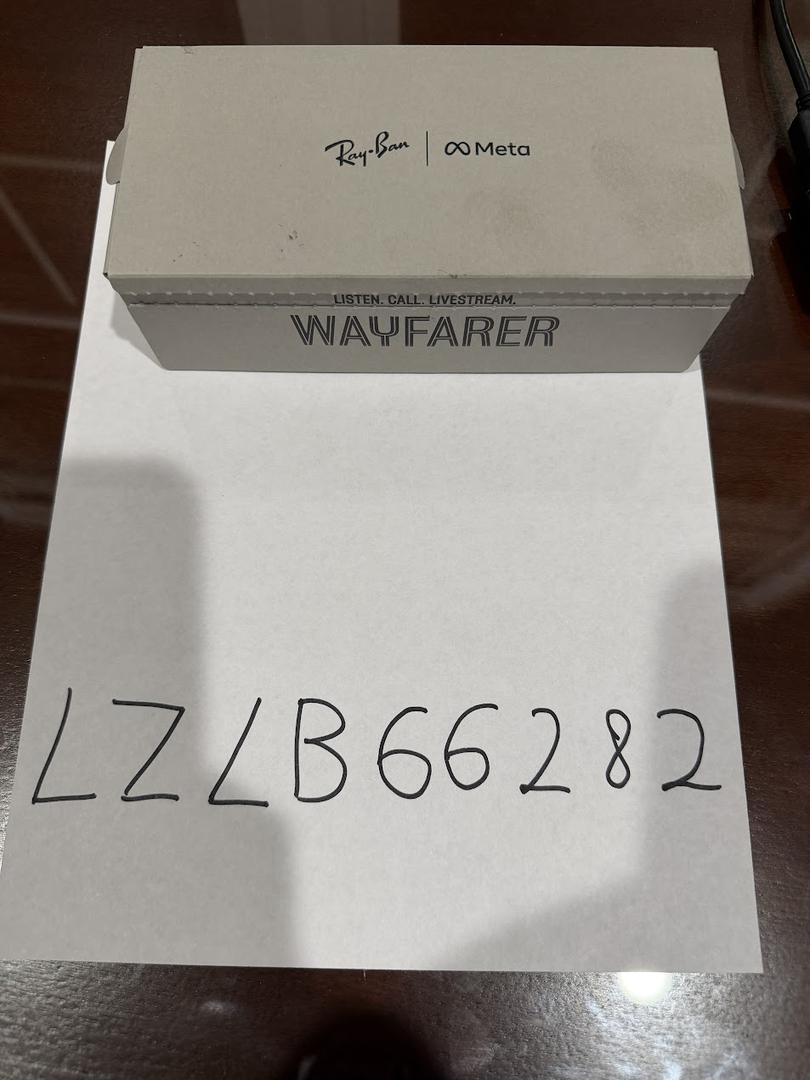 Ray-Ban | Meta
LISTEN. CALL. LIVESTREAM.
WAYFARER
LZLB66282